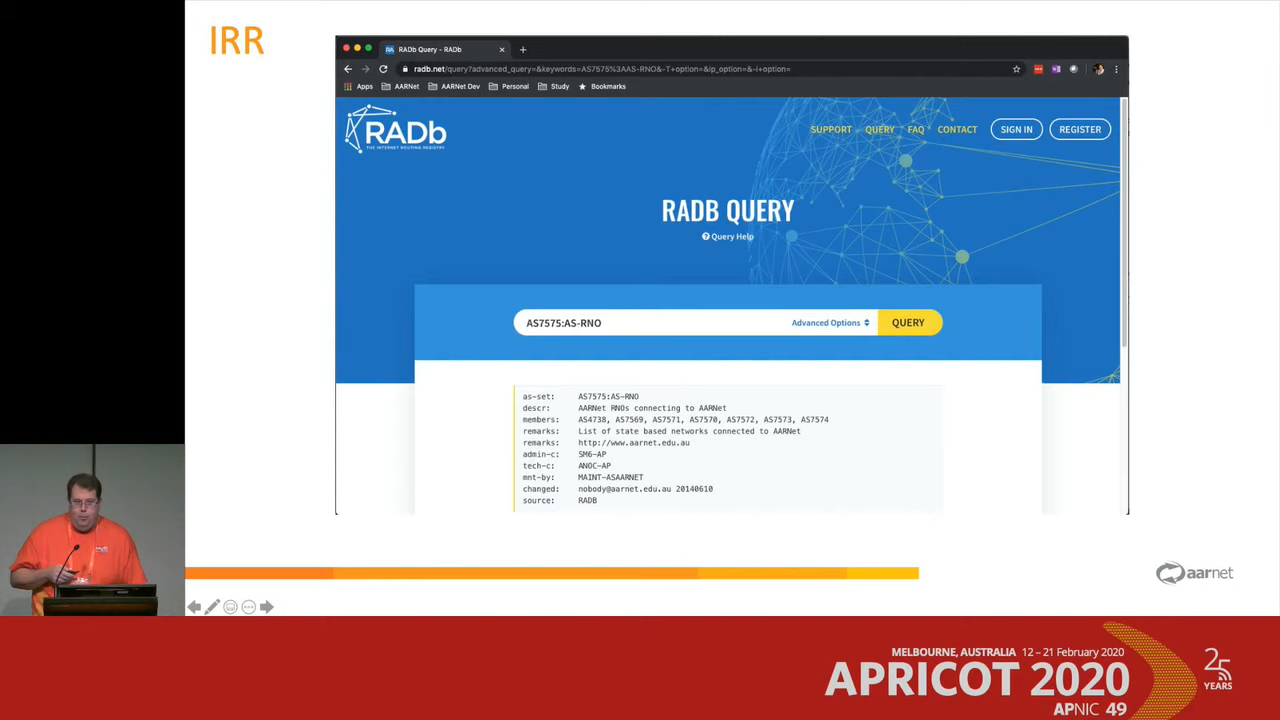 IRR
RADb Query - RADb
radb.net/query?advanced_query=&keywords=AS7575%3AAS-RNO&-T+option=&ip_option=&-i+option=
Apps AARNet AARNet Dev Personal Study Bookmarks
RADb
THE INTERNET ROUTING REGISTRY
SUPPORT QUERY FAQ CONTACT SIGN IN REGISTER
RADB QUERY
Query Help
AS7575:AS-RNO Advanced Options QUERY
as-set: AS7575:AS-RNO
descr: AARNet RNOs connecting to AARNet
members: AS4738, AS7569, AS7571, AS7570, AS7572, AS7573, AS7574
remarks: List of state based networks connected to AARNet
remarks: http://www.aarnet.edu.au
admin-c: SM6-AP
tech-c: ANOC-AP
mnt-by: MAINT-ASAARNET
changed: nobody@aarnet.edu.au 20140610
source: RADB
aarnet
MELBOURNE, AUSTRALIA 12 – 21 February 2020
APRICOT 2020
APNIC 49
25
YEARS